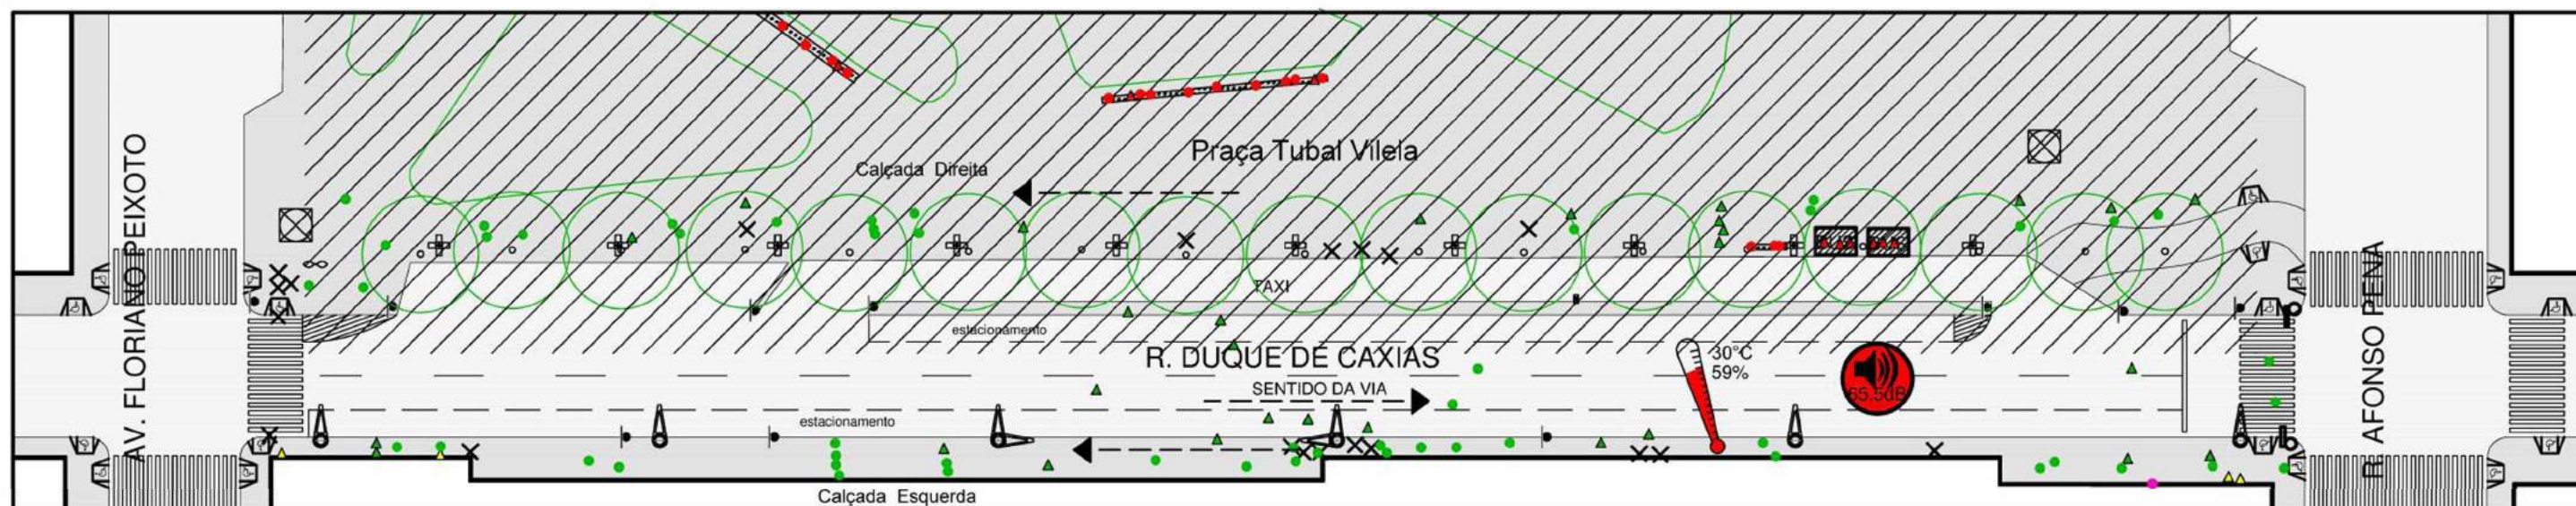 Praça Tubal Vilela
Calçada Direita
AV. FLORIANO PEIXOTO
TAXI
estacionamento
R. DUQUE DE CAXIAS
30°C
59%
SENTIDO DA VIA
65.5dB
estacionamento
R. AFONSO PENA
Calçada Esquerda